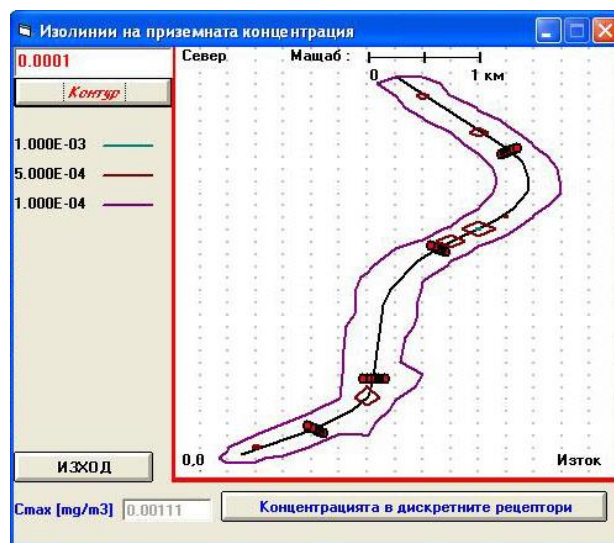 Изолинии на приземната концентрация
0.0001
Контур
1.000E-03
5.000E-04
1.000E-04
Север
Мащаб :
0 1 км
0,0
Изток
ИЗХОД
Cmax [mg/m3] 0.00111
Концентрацията в дискретните рецептори